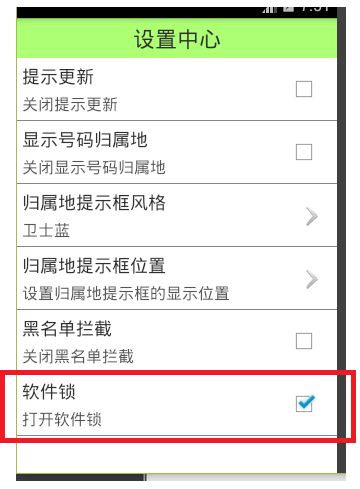 设置中心
提示更新
关闭提示更新
显示号码归属地
关闭显示号码归属地
归属地提示框风格
卫士蓝
归属地提示框位置
设置归属地提示框的显示位置
黑名单拦截
关闭黑名单拦截
软件锁
打开软件锁